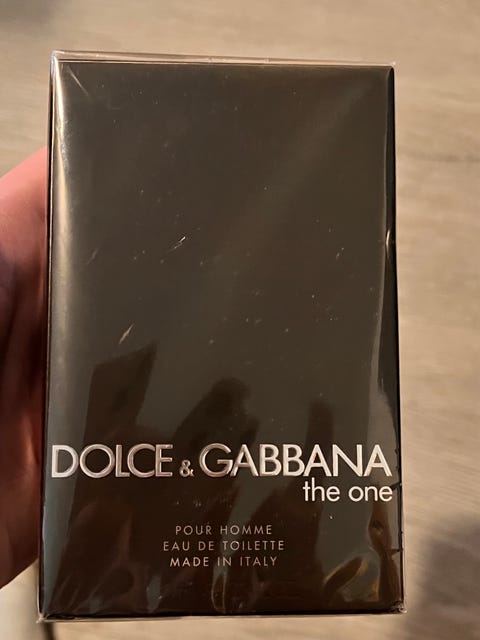 DOLCE & GABBANA
the one
POUR HOMME
EAU DE TOILETTE
MADE IN ITALY